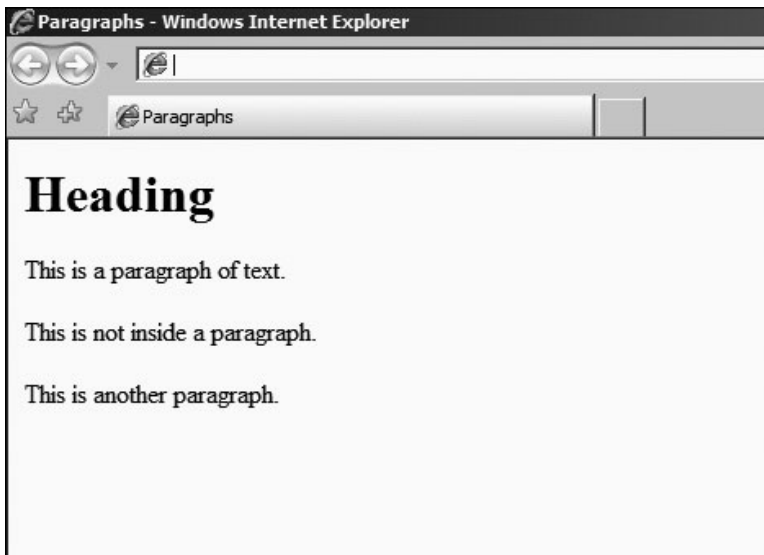 Paragraphs - Windows Internet Explorer
Paragraphs
Heading
This is a paragraph of text.
This is not inside a paragraph.
This is another paragraph.